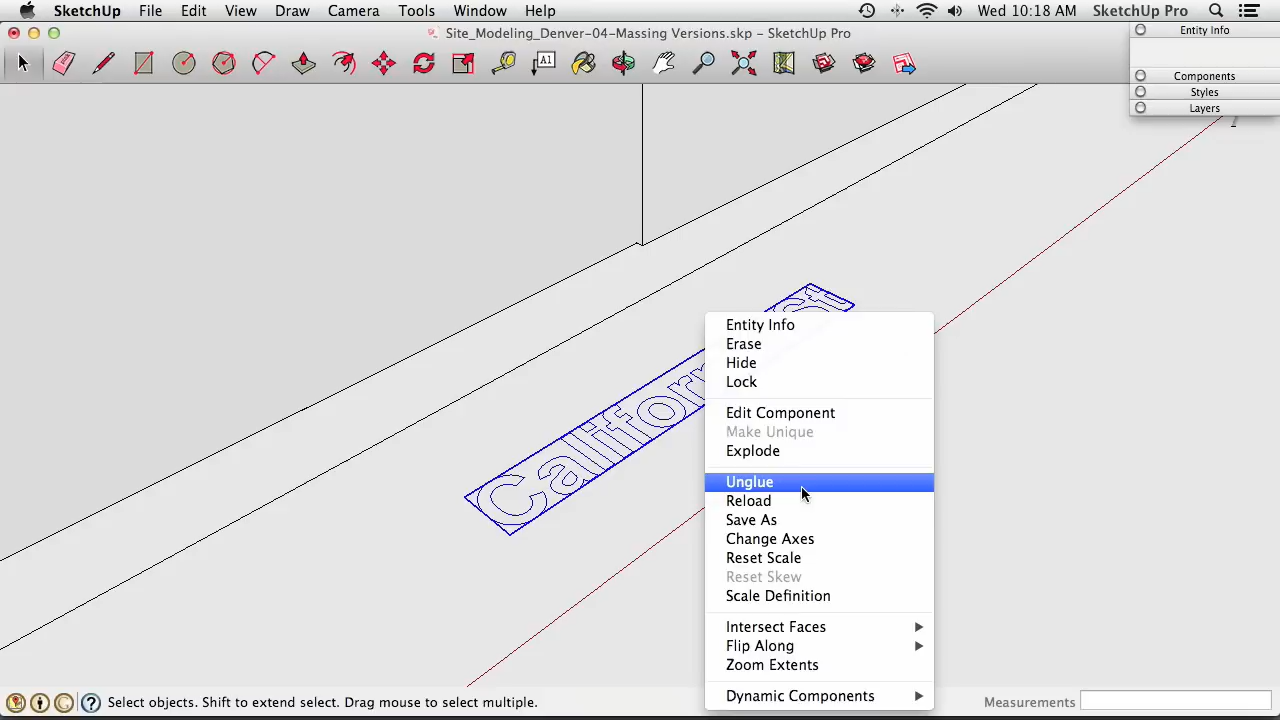 SketchUp File Edit View Draw Camera Tools Window Help Wed 10:18 AM SketchUp Pro
Site_Modeling_Denver-04-Massing Versions.skp – SketchUp Pro
Entity Info
A1
Components
Styles
Layers
Californ
st
Entity Info
Erase
Hide
Lock
Edit Component
Make Unique
Explode
Unglue
Reload
Save As
Change Axes
Reset Scale
Reset Skew
Scale Definition
Intersect Faces
Flip Along
Zoom Extents
Dynamic Components
Select objects. Shift to extend select. Drag mouse to select multiple.
Measurements